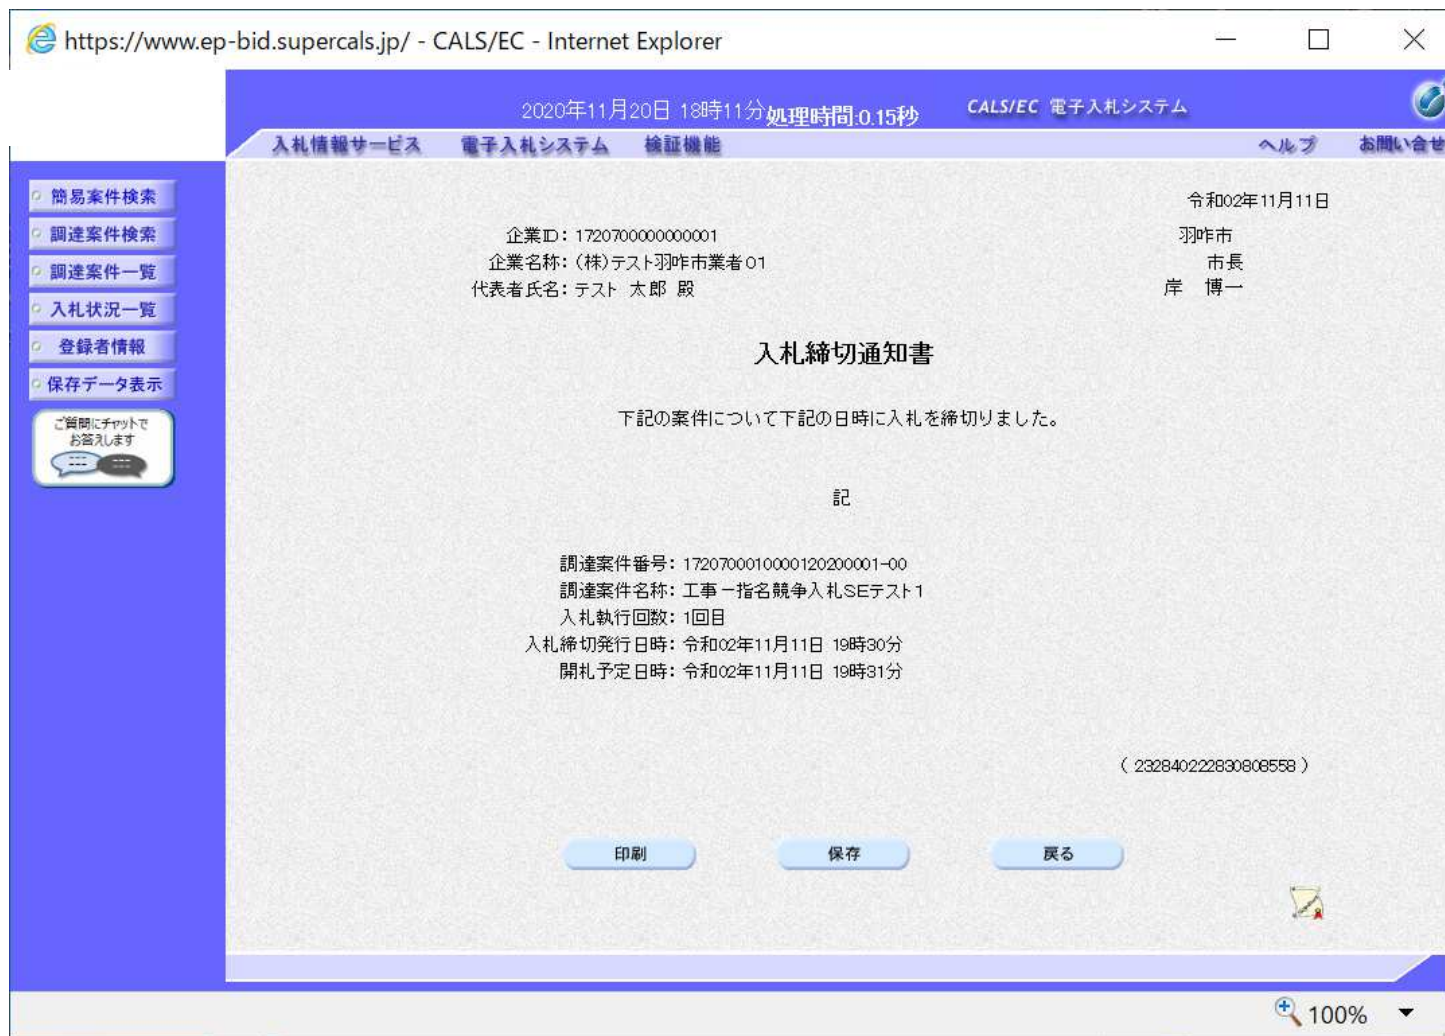 https://www.ep-bid.supercals.jp/ - CALS/EC - Internet Explorer
2020年11月20日 18時11分処理時間:0.15秒
CALS/EC 電子入札システム
入札情報サービス 電子入札システム 検証機能 ヘルプ お問い合せ
簡易案件検索
調達案件検索
調達案件一覧
入札状況一覧
登録者情報
保存データ表示
ご質問にチャットで
お答えします
令和02年11月11日
企業ID: 1720700000000001
企業名称: (株)テスト羽咋市業者01
代表者氏名: テスト 太郎 殿
羽咋市
市長
岸 博一
入札締切通知書
下記の案件について下記の日時に入札を締切りました。
記
調達案件番号: 1720700010000120200001-00
調達案件名称: 工事－指名競争入札SEテスト1
入札執行回数: 1回目
入札締切発行日時: 令和02年11月11日 19時30分
開札予定日時: 令和02年11月11日 19時31分
( 232840222830808558 )
印刷 保存 戻る
100%